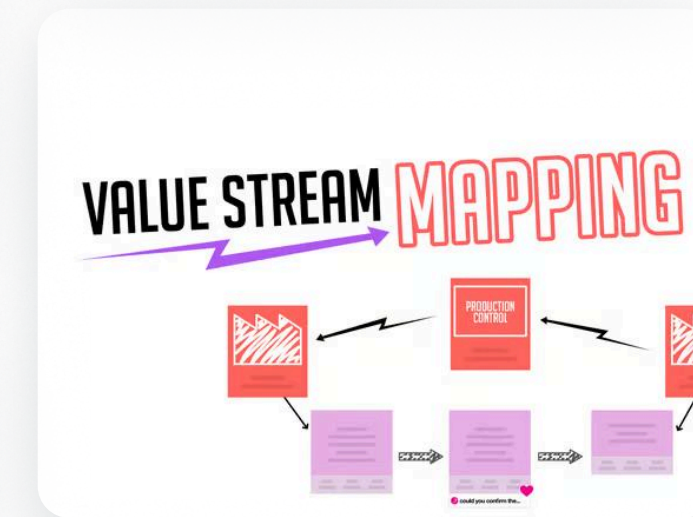 VALUE STREAM MAPPING
PRODUCTION
CONTROL
could you confirm the...